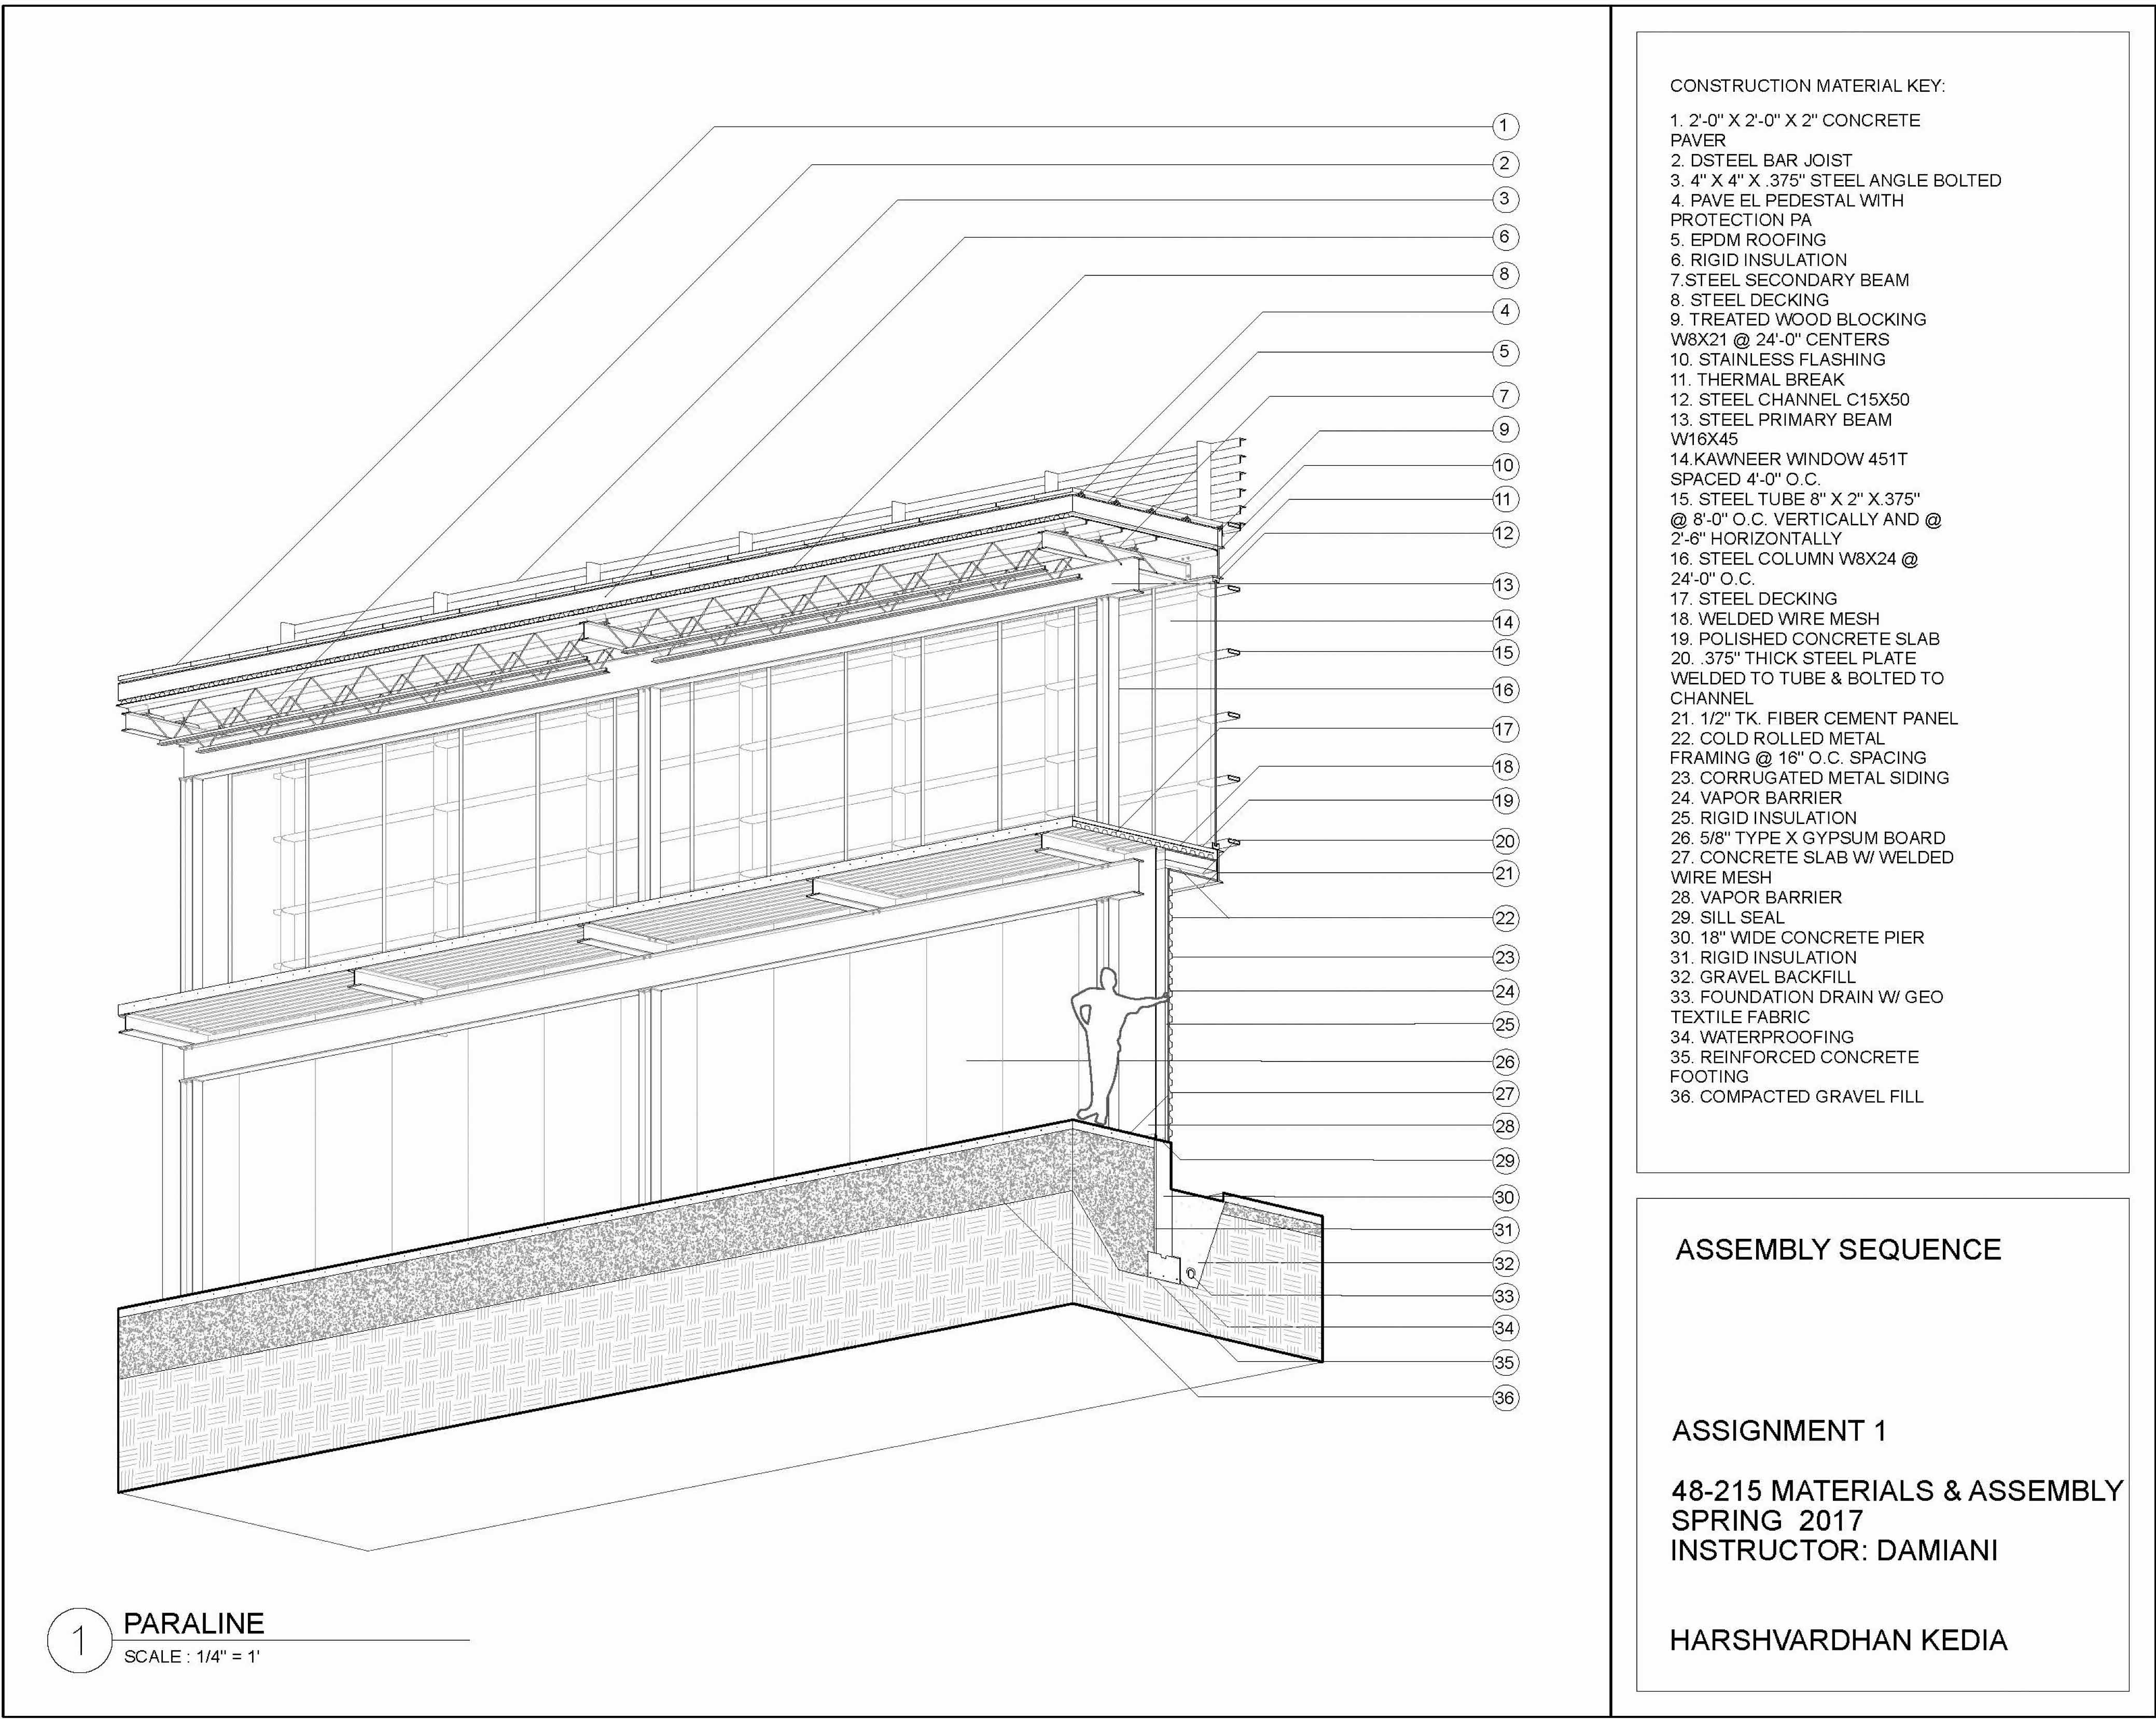 1
2
3
6
8
4
5
7
9
10
11
12
13
14
15
16
17
18
19
20
21
22
23
24
25
26
27
28
29
30
31
32
33
34
35
36
1 PARALINE
SCALE : 1/4" = 1'
CONSTRUCTION MATERIAL KEY:
1. 2'-0" X 2'-0" X 2" CONCRETE
PAVER
2. DSTEEL BAR JOIST
3. 4" X 4" X .375" STEEL ANGLE BOLTED
4. PAVE EL PEDESTAL WITH
PROTECTION PA
5. EPDM ROOFING
6. RIGID INSULATION
7.STEEL SECONDARY BEAM
8. STEEL DECKING
9. TREATED WOOD BLOCKING
W8X21 @ 24'-0" CENTERS
10. STAINLESS FLASHING
11. THERMAL BREAK
12. STEEL CHANNEL C15X50
13. STEEL PRIMARY BEAM
W16X45
14.KAWNEER WINDOW 451T
SPACED 4'-0" O.C.
15. STEEL TUBE 8" X 2" X.375"
@ 8'-0" O.C. VERTICALLY AND @
2'-6" HORIZONTALLY
16. STEEL COLUMN W8X24 @
24'-0" O.C.
17. STEEL DECKING
18. WELDED WIRE MESH
19. POLISHED CONCRETE SLAB
20. .375" THICK STEEL PLATE
WELDED TO TUBE & BOLTED TO
CHANNEL
21. 1/2" TK. FIBER CEMENT PANEL
22. COLD ROLLED METAL
FRAMING @ 16" O.C. SPACING
23. CORRUGATED METAL SIDING
24. VAPOR BARRIER
25. RIGID INSULATION
26. 5/8" TYPE X GYPSUM BOARD
27. CONCRETE SLAB W/ WELDED
WIRE MESH
28. VAPOR BARRIER
29. SILL SEAL
30. 18" WIDE CONCRETE PIER
31. RIGID INSULATION
32. GRAVEL BACKFILL
33. FOUNDATION DRAIN W/ GEO
TEXTILE FABRIC
34. WATERPROOFING
35. REINFORCED CONCRETE
FOOTING
36. COMPACTED GRAVEL FILL
ASSEMBLY SEQUENCE
ASSIGNMENT 1
48-215 MATERIALS & ASSEMBLY
SPRING 2017
INSTRUCTOR: DAMIANI
HARSHVARDHAN KEDIA